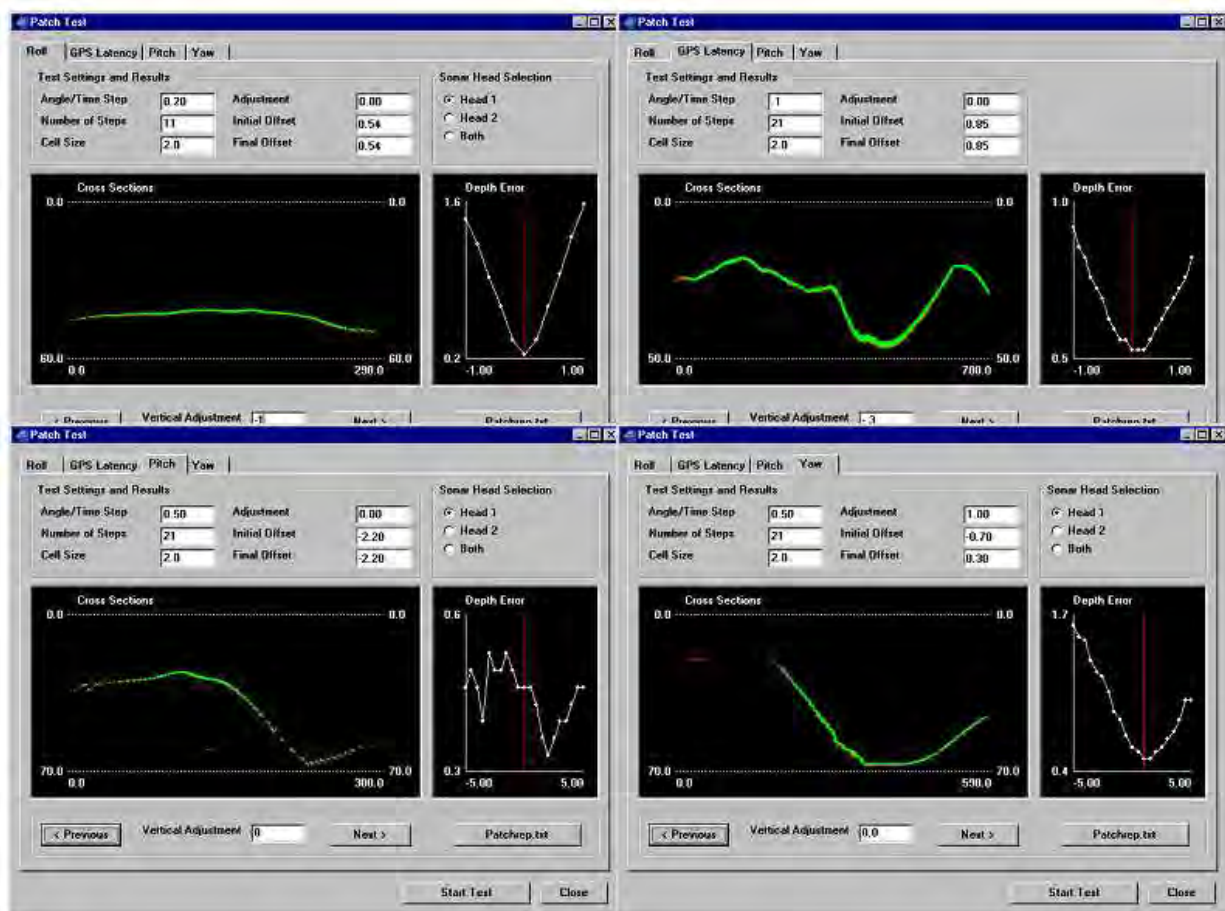 Patch Test
Roll GPS Latency Pitch Yaw
Test Settings and Results
Sonar Head Selection
Angle/Time Step 0.20 Adjustment 0.00
Number of Steps 11 Initial Offset 0.54
Cell Size 2.0 Final Offset 0.54
Head 1
Head 2
Both
Cross Sections
0.0 0.0
60.0 60.0
0.0 290.0
Depth Error
1.6
0.2
-1.00 1.00
< Previous Vertical Adjustment -1 Next > Patchrep.txt
Patch Test
Roll GPS Latency Pitch Yaw
Test Settings and Results
Angle/Time Step .1 Adjustment 0.00
Number of Steps 21 Initial Offset 0.85
Cell Size 2.0 Final Offset 0.85
Cross Sections
0.0 0.0
50.0 50.0
0.0 700.0
Depth Error
1.0
0.5
-1.00 1.00
< Previous Vertical Adjustment -.3 Next > Patchrep.txt
Patch Test
Roll GPS Latency Pitch Yaw
Test Settings and Results
Sonar Head Selection
Angle/Time Step 0.50 Adjustment 0.00
Number of Steps 21 Initial Offset -2.20
Cell Size 2.0 Final Offset -2.20
Head 1
Head 2
Both
Cross Sections
0.0 0.0
70.0 70.0
0.0 300.0
Depth Error
0.6
0.3
-5.00 5.00
< Previous Vertical Adjustment 0 Next > Patchrep.txt
Start Test Close
Patch Test
Roll GPS Latency Pitch Yaw
Test Settings and Results
Sonar Head Selection
Angle/Time Step 0.50 Adjustment 1.00
Number of Steps 21 Initial Offset -0.70
Cell Size 2.0 Final Offset 0.30
Head 1
Head 2
Both
Cross Sections
0.0 0.0
70.0 70.0
0.0 590.0
Depth Error
1.7
0.4
-5.00 5.00
< Previous Vertical Adjustment 0.0 Next > Patchrep.txt
Start Test Close